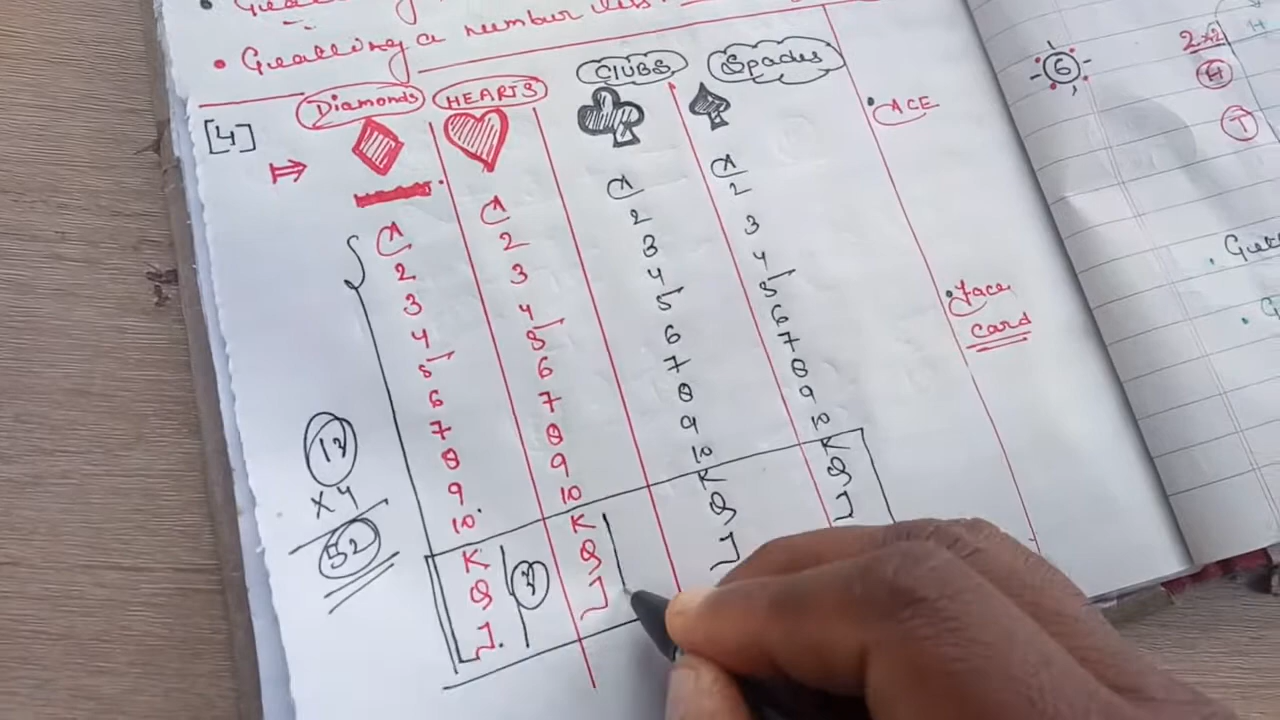 • Getting a number less
Diamonds HEARTS CLUBS Spades
• ACE
[4]
A A A A
2 2 2 2
3 3 3 3
4 4 4 4
5 5 5 5
6 6 6 6
7 7 7 7
8 8 8 8
9 9 9 9
10 10 10 10
K K K K
Q Q Q Q
J J J J
13
x 4
52
3
• Face
Card
6
2x2
H
H
T